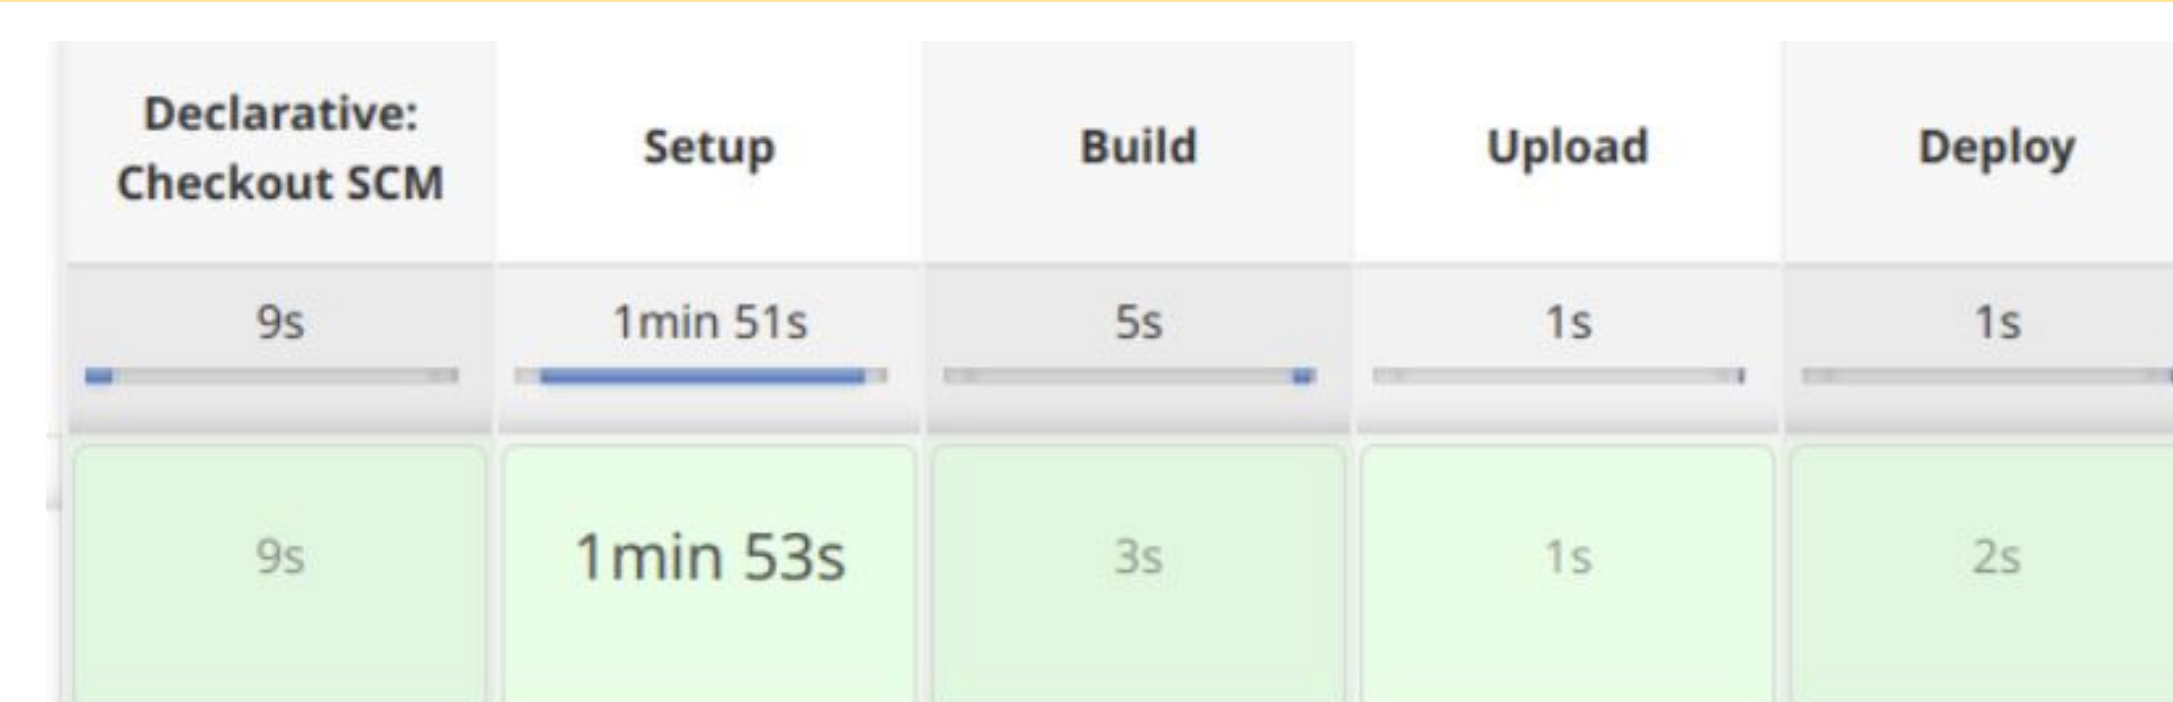 Declarative:
Checkout SCM
Setup
Build
Upload
Deploy
9s
1min 51s
5s
1s
1s
9s
1min 53s
3s
1s
2s